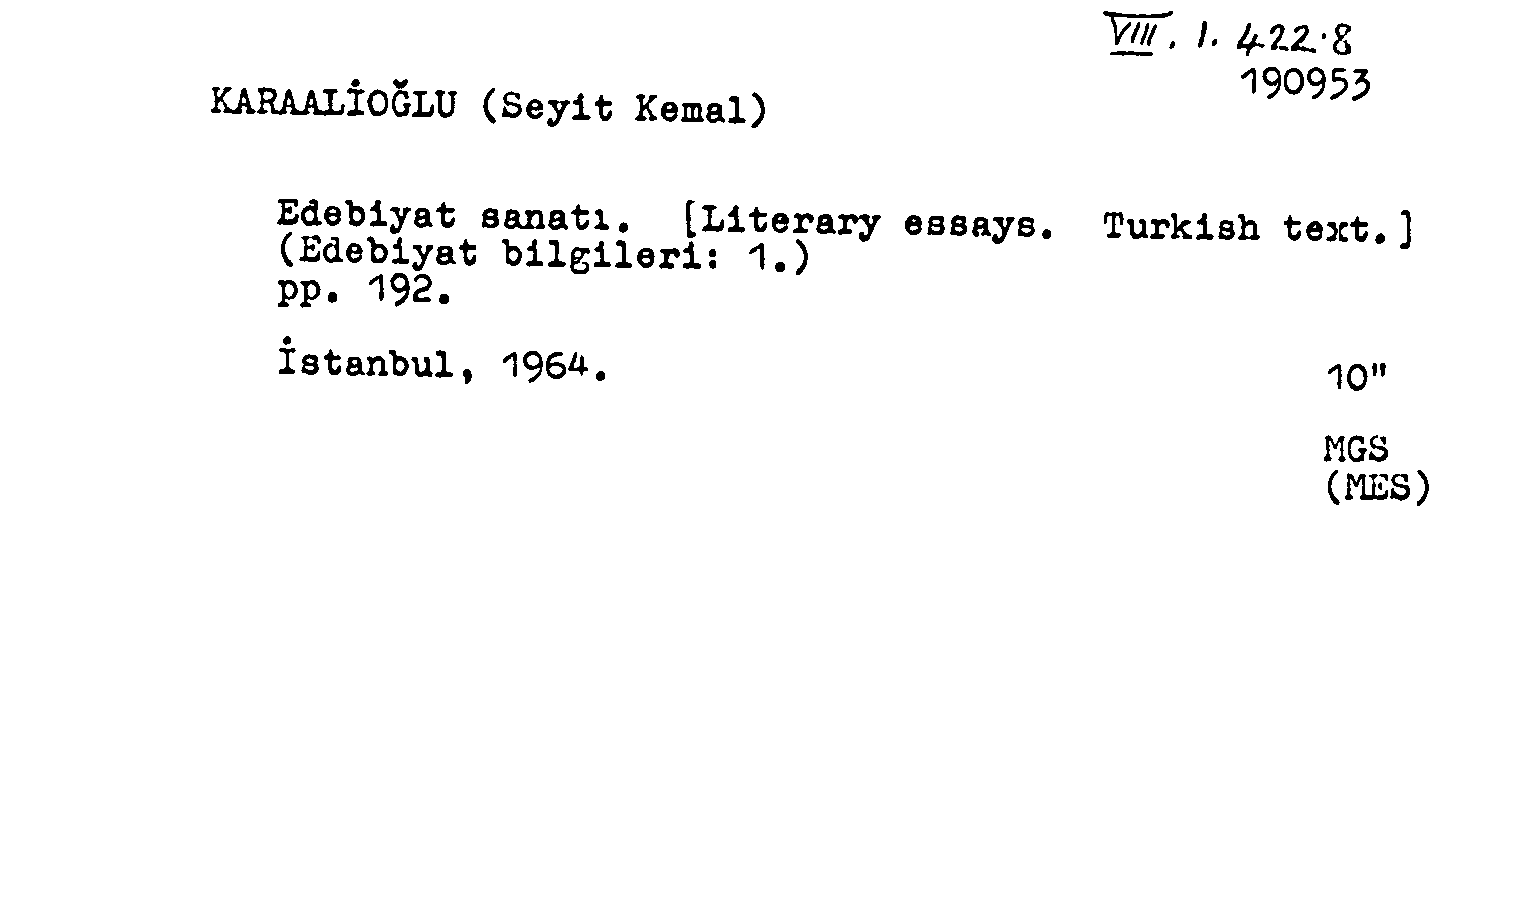 VIII. 1. 422.8
190953
KARAALİOĞLU (Seyit Kemal)
Edebiyat sanatı. [Literary essays. Turkish text.]
(Edebiyat bilgileri: 1.)
pp. 192.
İstanbul, 1964.
10"
MGS
(MES)